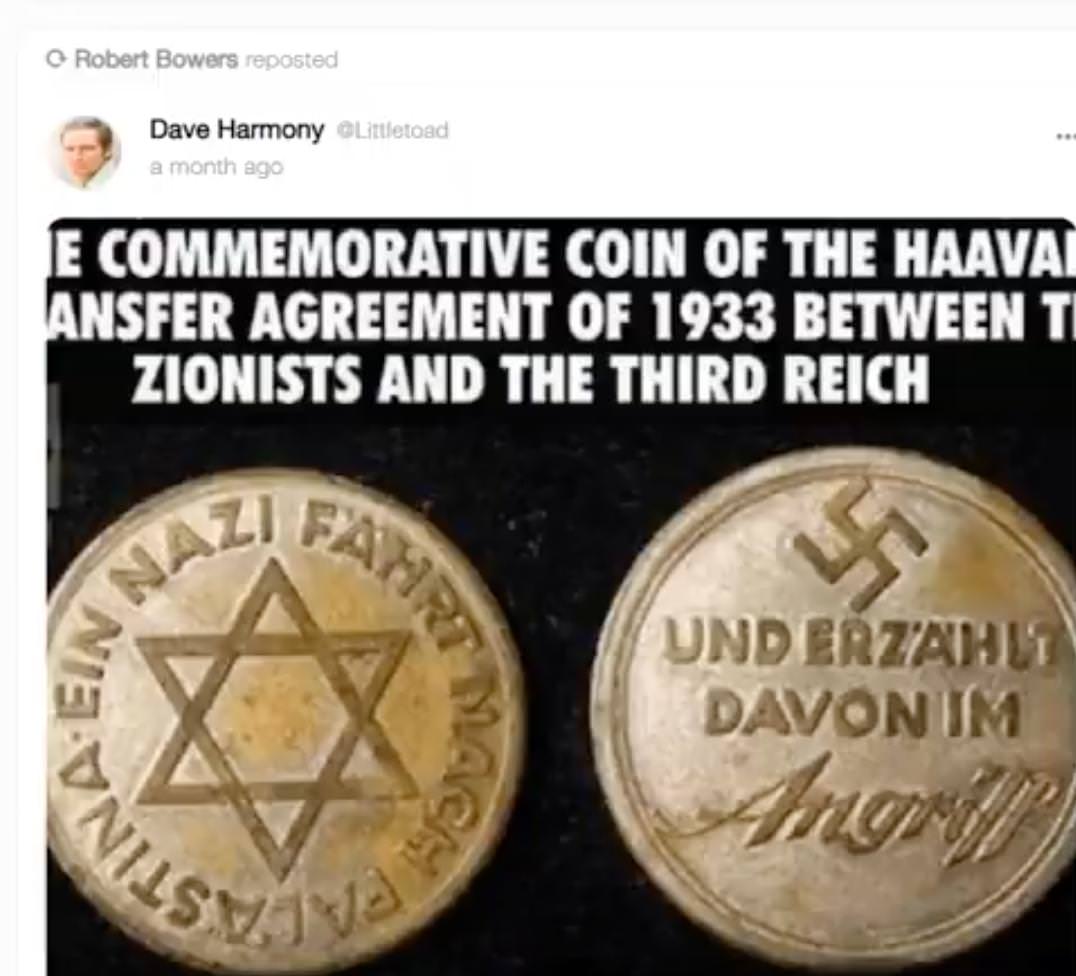 Robert Bowers reposted
Dave Harmony @Littletoad
a month ago
E COMMEMORATIVE COIN OF THE HAAVA
ANSFER AGREEMENT OF 1933 BETWEEN T
ZIONISTS AND THE THIRD REICH
EIN NAZI FÄHRT NACH PALÄSTINA
UND ERZÄHLT
DAVON IM
Angriff